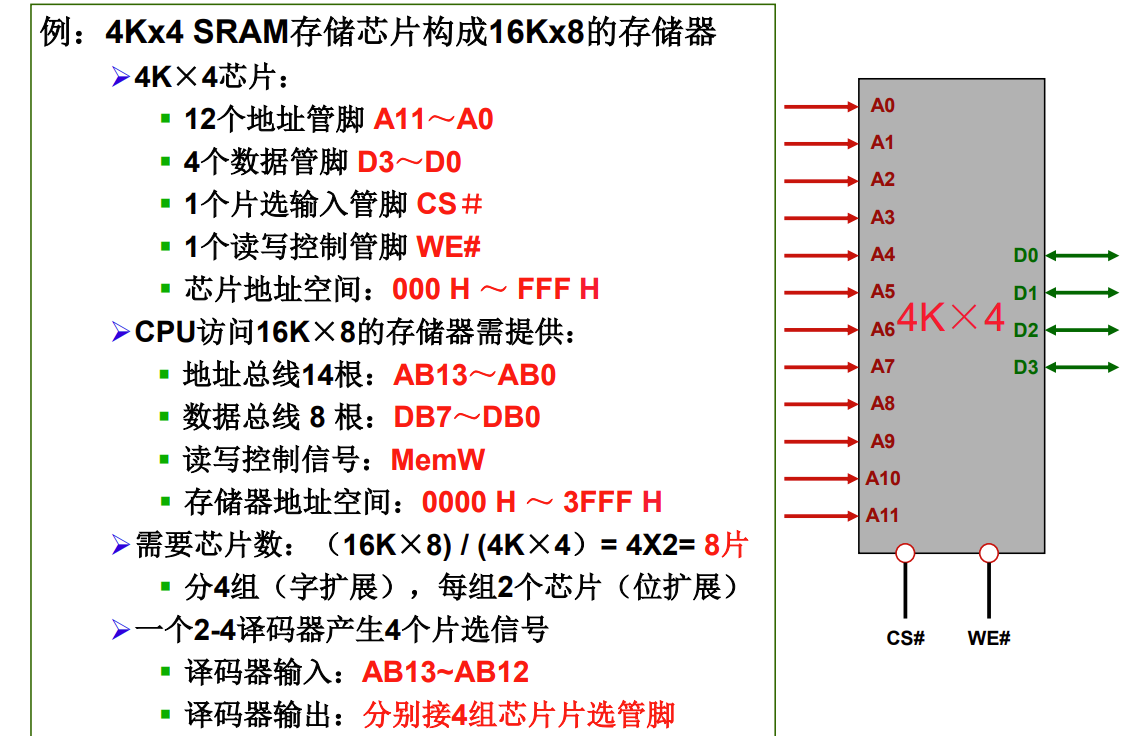 例：4Kx4 SRAM存储芯片构成16Kx8的存储器
➢4K×4芯片：
▪ 12个地址管脚 A11～A0
▪ 4个数据管脚 D3～D0
▪ 1个片选输入管脚 CS＃
▪ 1个读写控制管脚 WE#
▪ 芯片地址空间：000 H ～ FFF H
➢CPU访问16K×8的存储器需提供：
▪ 地址总线14根：AB13～AB0
▪ 数据总线 8 根：DB7～DB0
▪ 读写控制信号：MemW
▪ 存储器地址空间：0000 H ～ 3FFF H
➢需要芯片数：（16K×8) / (4K×4）= 4X2= 8片
▪ 分4组（字扩展），每组2个芯片（位扩展）
➢一个2-4译码器产生4个片选信号
▪ 译码器输入：AB13~AB12
▪ 译码器输出：分别接4组芯片片选管脚
A0
A1
A2
A3
A4
A5
A6
A7
A8
A9
A10
A11
4K×4
D0
D1
D2
D3
CS#
WE#